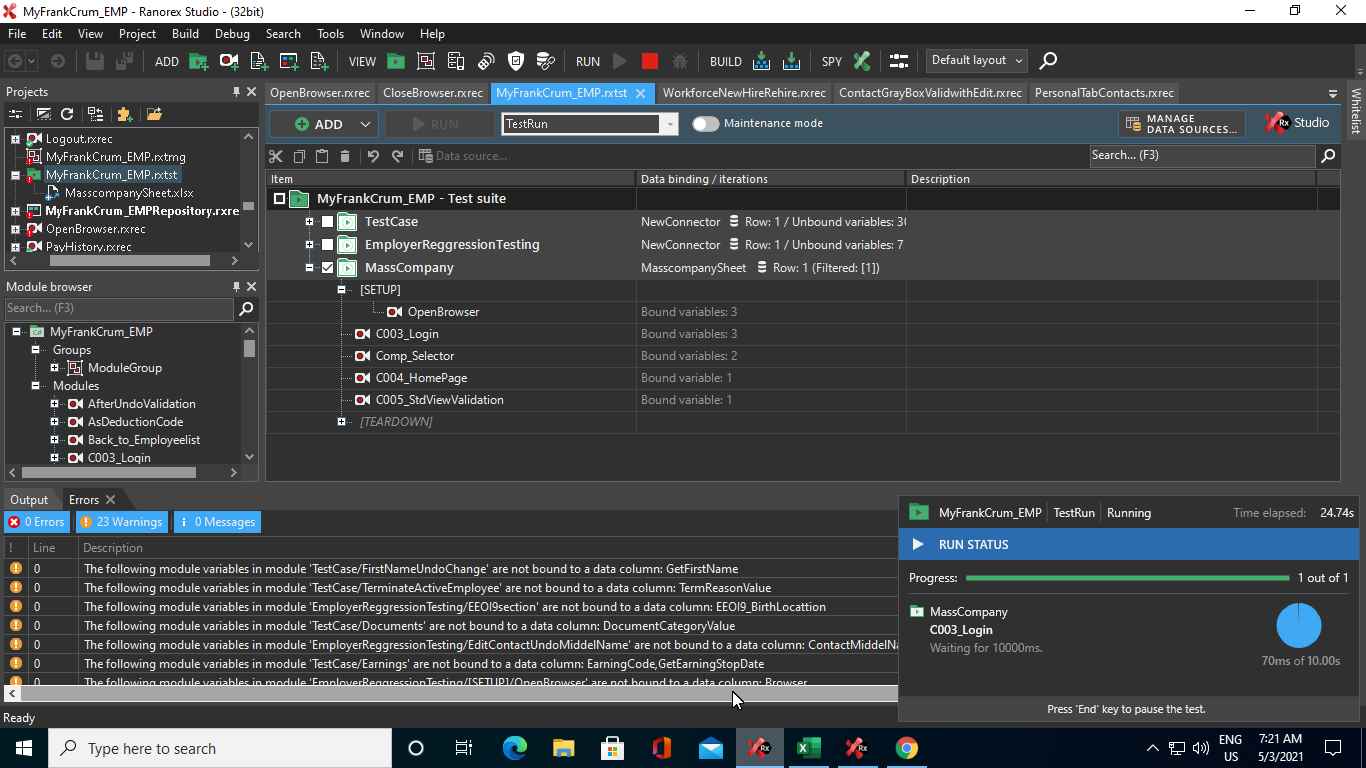 MyFrankCrum_EMP - Ranorex Studio - (32bit)
File Edit View Project Build Debug Search Tools Window Help
ADD VIEW RUN BUILD SPY Default layout
Projects
OpenBrowser.rxrec CloseBrowser.rxrec MyFrankCrum_EMP.rxtst WorkforceNewHireRehire.rxrec ContactGrayBoxValidwithEdit.rxrec PersonalTabContacts.rxrec
Whitelist
ADD RUN TestRun Maintenance mode MANAGE DATA SOURCES... Rx Studio
Logout.rxrec
MyFrankCrum_EMP.rxtmg
MyFrankCrum_EMP.rxtst
MasscompanySheet.xlsx
MyFrankCrum_EMPRepository.rxre
OpenBrowser.rxrec
PayHistory.rxrec
Data source... Search... (F3)
Item Data binding / iterations Description
MyFrankCrum_EMP - Test suite
TestCase NewConnector Row: 1 / Unbound variables: 30
EmployerReggressionTesting NewConnector Row: 1 / Unbound variables: 7
MassCompany MasscompanySheet Row: 1 (Filtered: [1])
[SETUP]
OpenBrowser Bound variables: 3
C003_Login Bound variables: 3
Comp_Selector Bound variables: 2
C004_HomePage Bound variable: 1
C005_StdViewValidation Bound variable: 1
[TEARDOWN]
Module browser
Search... (F3)
MyFrankCrum_EMP
Groups
ModuleGroup
Modules
AfterUndoValidation
AsDeductionCode
Back_to_Employeelist
C003_Login
Output Errors
0 Errors 23 Warnings 0 Messages
! Line Description
0 The following module variables in module 'TestCase/FirstNameUndoChange' are not bound to a data column: GetFirstName
0 The following module variables in module 'TestCase/TerminateActiveEmployee' are not bound to a data column: TermReasonValue
0 The following module variables in module 'EmployerReggressionTesting/EEOI9section' are not bound to a data column: EEOI9_BirthLocattion
0 The following module variables in module 'TestCase/Documents' are not bound to a data column: DocumentCategoryValue
0 The following module variables in module 'EmployerReggressionTesting/EditContactUndoMiddelName' are not bound to a data column: ContactMiddelNa
0 The following module variables in module 'TestCase/Earnings' are not bound to a data column: EarningCode,GetEarningStopDate
0 The following module variables in module 'EmployerReggressionTesting/[SETUP]/OpenBrowser' are not bound to a data column: Browser
MyFrankCrum_EMP TestRun Running Time elapsed: 24.74s
RUN STATUS
Progress: 1 out of 1
MassCompany
C003_Login
Waiting for 10000ms.
70ms of 10.00s
Press 'End' key to pause the test.
Ready
Type here to search
ENG US
7:21 AM
5/3/2021